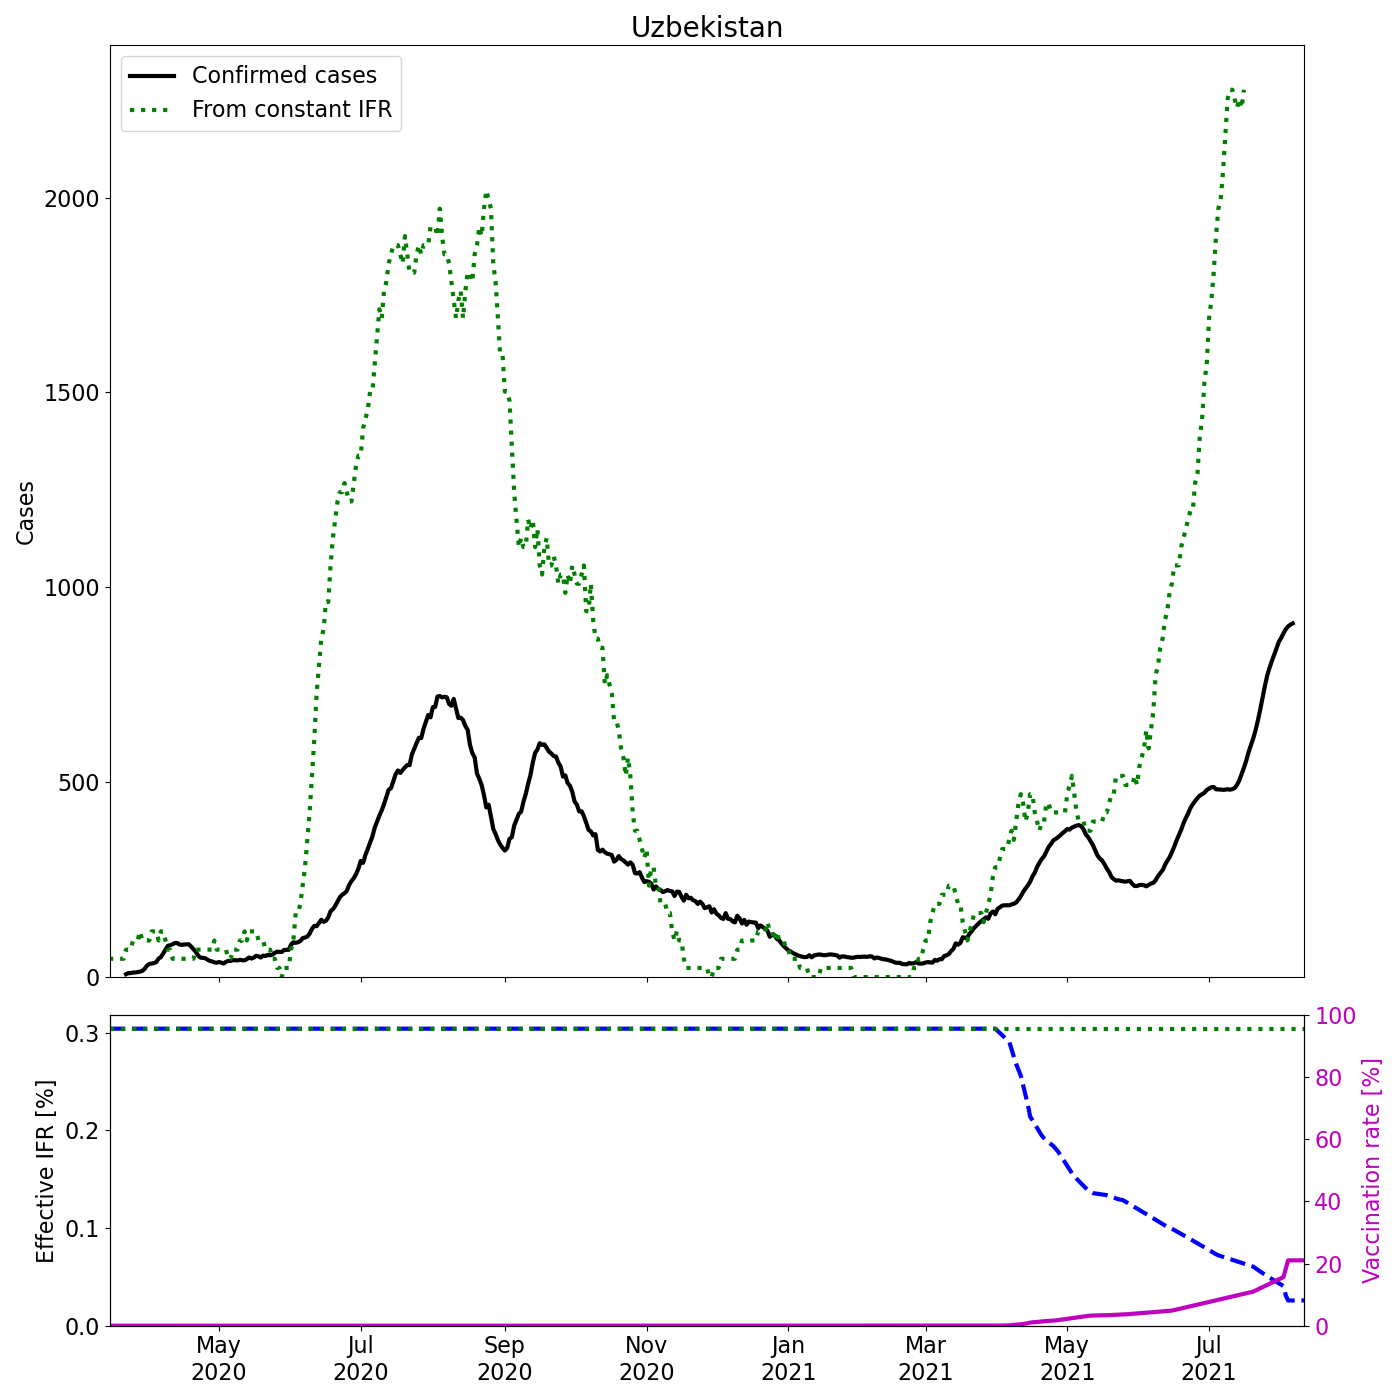 Uzbekistan
Confirmed cases
From constant IFR
2000
1500
1000
500
0
Cases
0.3
0.2
0.1
0.0
Effective IFR [%]
100
80
60
40
20
0
Vaccination rate [%]
May Jul Sep Nov Jan Mar May Jul
2020 2020 2020 2020 2021 2021 2021 2021